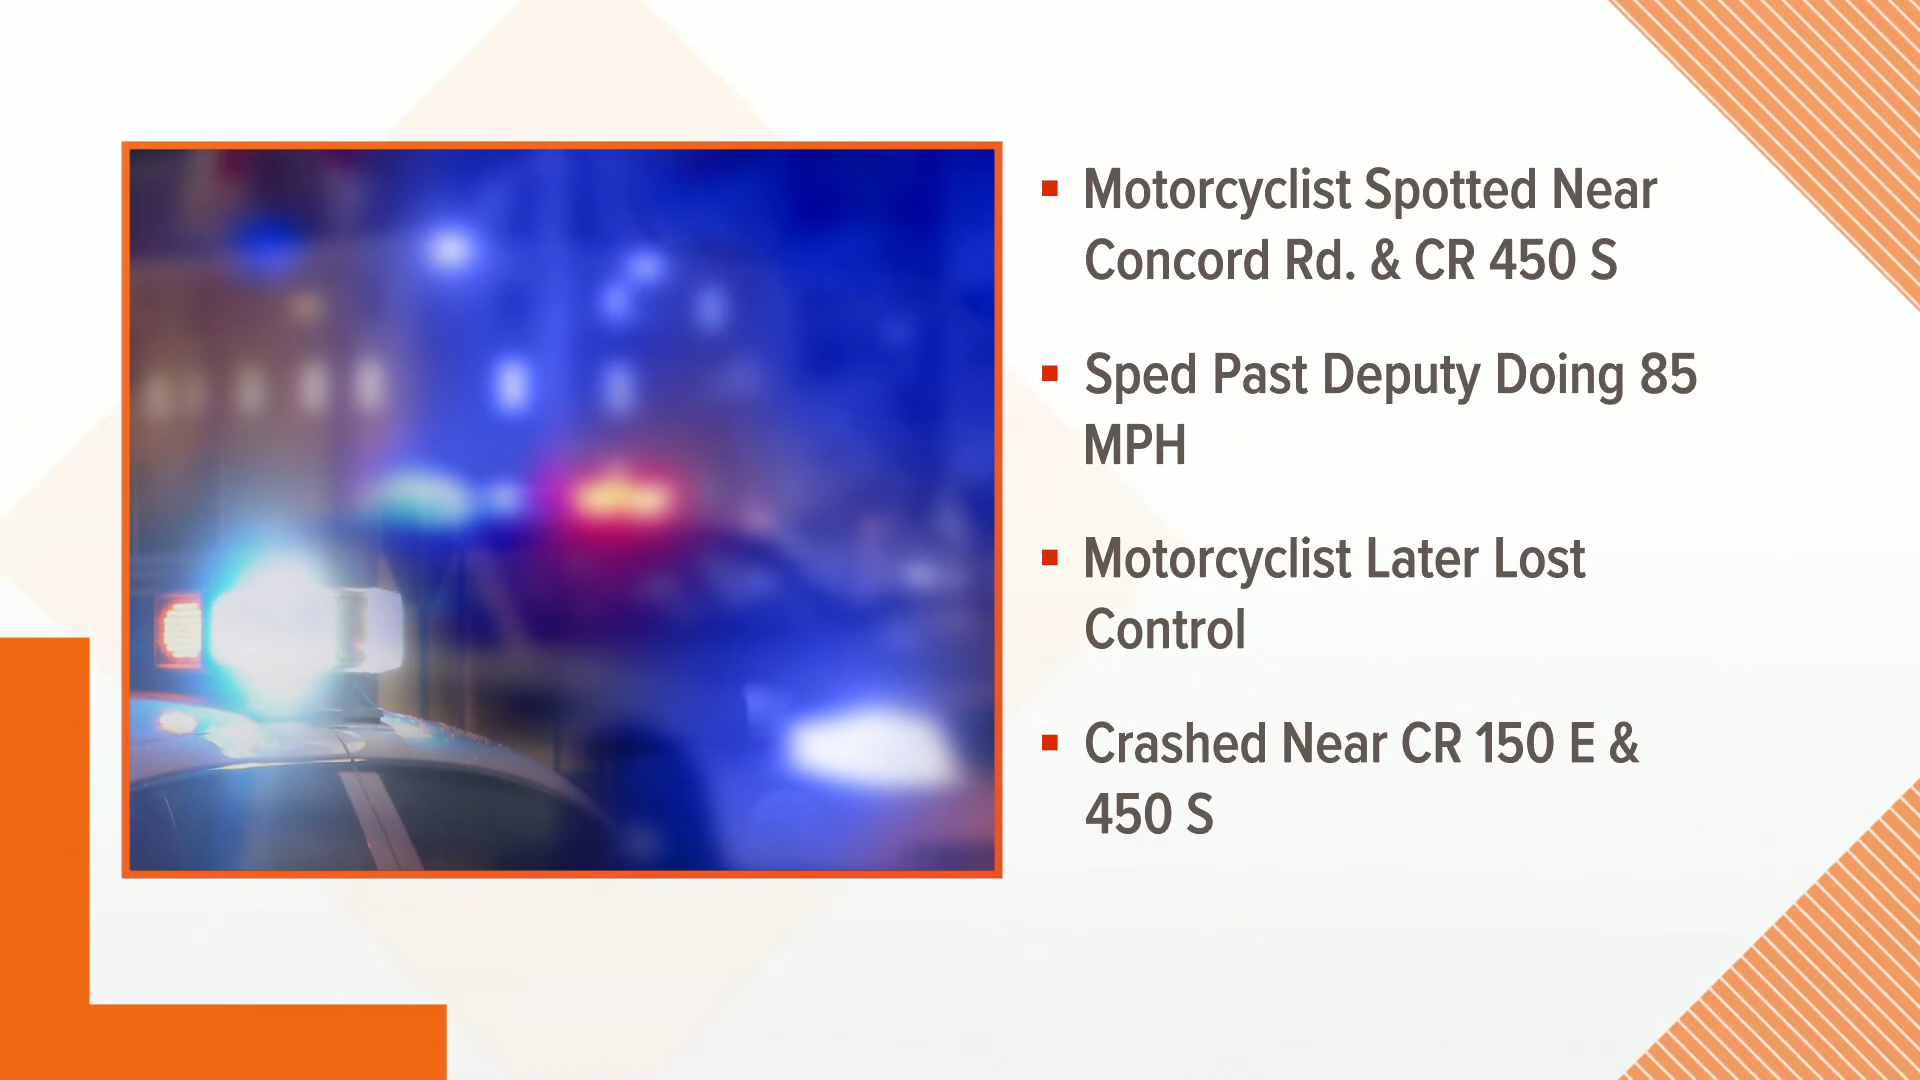 Motorcyclist Spotted Near
Concord Rd. & CR 450 S
Sped Past Deputy Doing 85
MPH
Motorcyclist Later Lost
Control
Crashed Near CR 150 E &
450 S